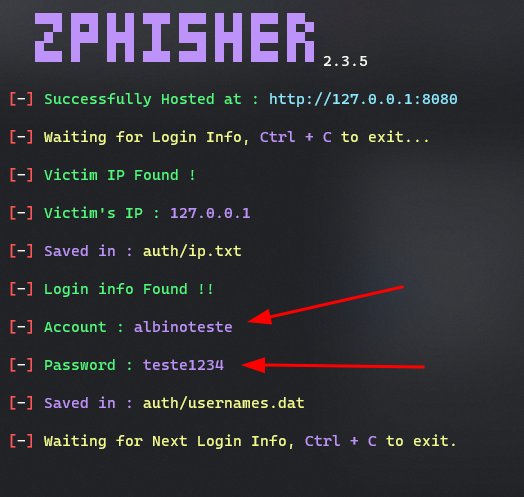 ZPHISHER
2.3.5
[-] Successfully Hosted at : http://127.0.0.1:8080
[-] Waiting for Login Info, Ctrl + C to exit...
[-] Victim IP Found !
[-] Victim's IP : 127.0.0.1
[-] Saved in : auth/ip.txt
[-] Login info Found !!
[-] Account : albinoteste
[-] Password : teste1234
[-] Saved in : auth/usernames.dat
[-] Waiting for Next Login Info, Ctrl + C to exit.